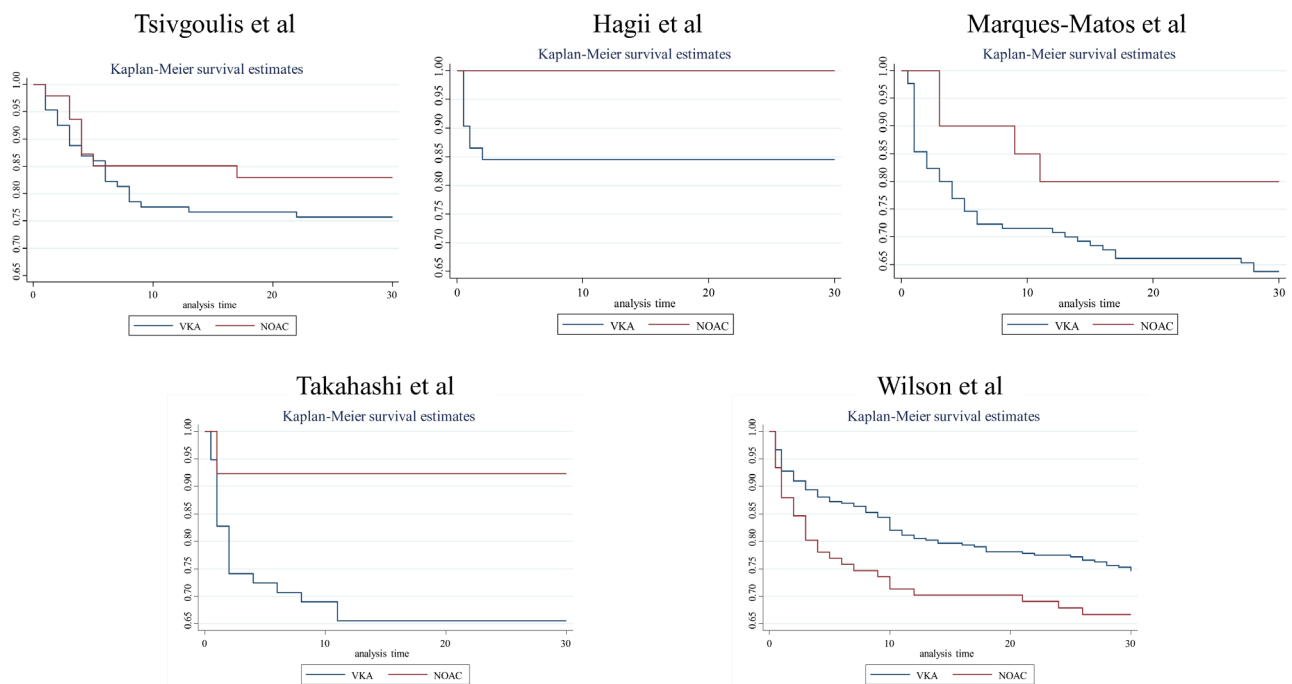 Tsivgoulis et al
Kaplan-Meier survival estimates
1.00
0.95
0.90
0.85
0.80
0.75
0.70
0.65
0 10 20 30
analysis time
VKA NOAC
Hagii et al
Kaplan-Meier survival estimates
1.00
0.95
0.90
0.85
0.80
0.75
0.70
0.65
0 10 20 30
analysis time
VKA NOAC
Marques-Matos et al
Kaplan-Meier survival estimates
1.00
0.95
0.90
0.85
0.80
0.75
0.70
0.65
0 10 20 30
analysis time
VKA NOAC
Takahashi et al
Kaplan-Meier survival estimates
1.00
0.95
0.90
0.85
0.80
0.75
0.70
0.65
0 10 20 30
analysis time
VKA NOAC
Wilson et al
Kaplan-Meier survival estimates
1.00
0.95
0.90
0.85
0.80
0.75
0.70
0.65
0 10 20 30
analysis time
VKA NOAC